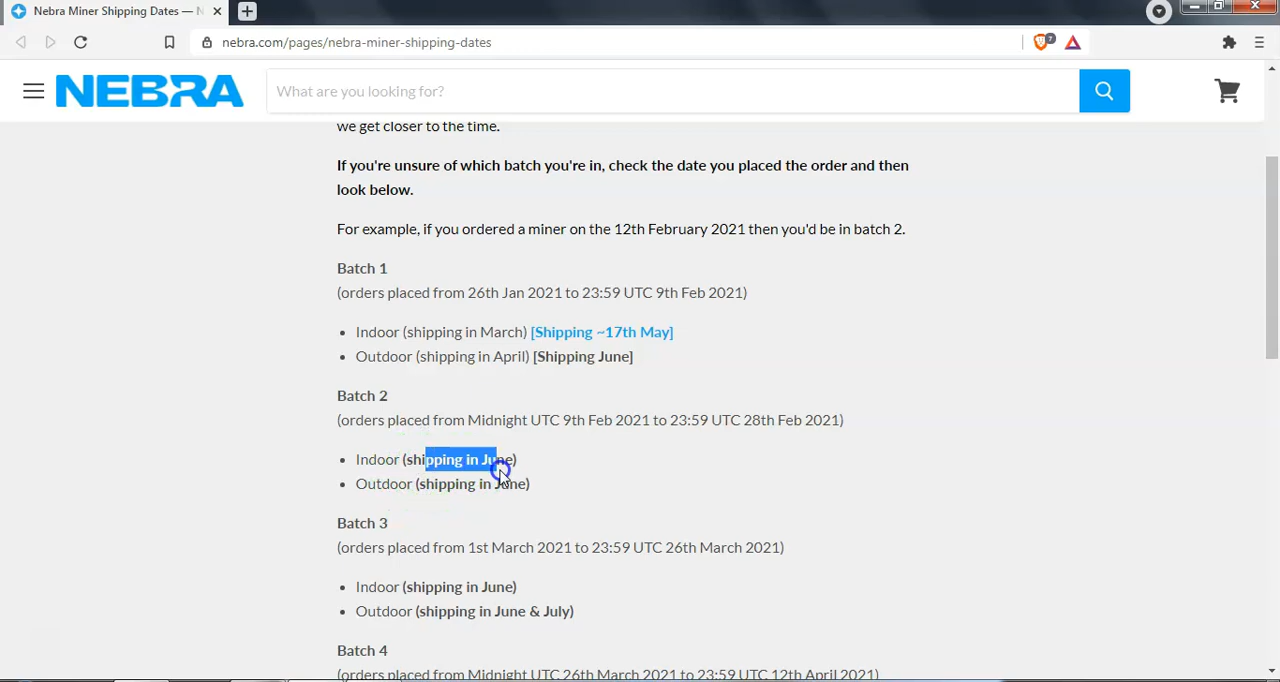 Nebra Miner Shipping Dates — N
nebra.com/pages/nebra-miner-shipping-dates
7
NEBRA
What are you looking for?
we get closer to the time.
If you're unsure of which batch you're in, check the date you placed the order and then
look below.
For example, if you ordered a miner on the 12th February 2021 then you'd be in batch 2.
Batch 1
(orders placed from 26th Jan 2021 to 23:59 UTC 9th Feb 2021)
• Indoor (shipping in March) [Shipping ~17th May]
• Outdoor (shipping in April) [Shipping June]
Batch 2
(orders placed from Midnight UTC 9th Feb 2021 to 23:59 UTC 28th Feb 2021)
• Indoor (shipping in June)
• Outdoor (shipping in June)
Batch 3
(orders placed from 1st March 2021 to 23:59 UTC 26th March 2021)
• Indoor (shipping in June)
• Outdoor (shipping in June & July)
Batch 4
(orders placed from Midnight UTC 26th March 2021 to 23:59 UTC 12th April 2021)